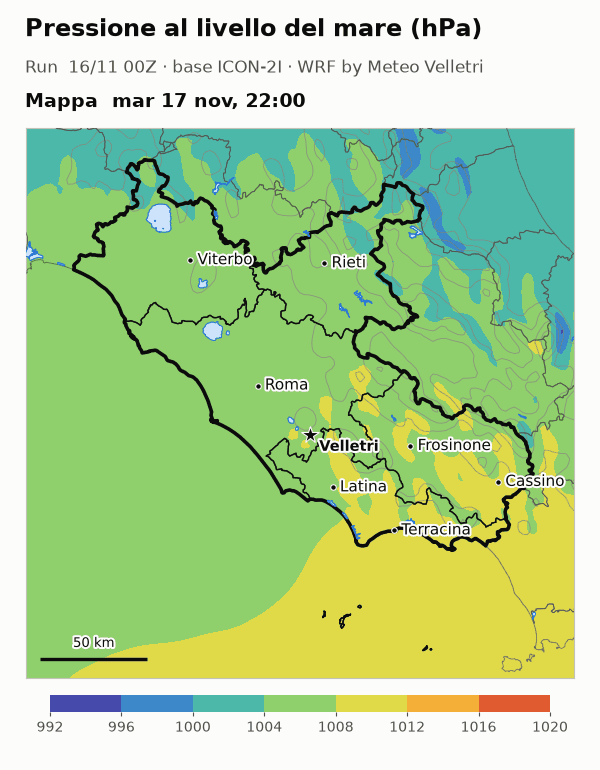 Pressione al livello del mare (hPa)
Run  16/11 00Z · base ICON-2I · WRF by Meteo Velletri
Mappa  mar 17 nov, 22:00
Viterbo
Rieti
Roma
Velletri
Frosinone
Latina
Cassino
Terracina
50 km
992 996 1000 1004 1008 1012 1016 1020